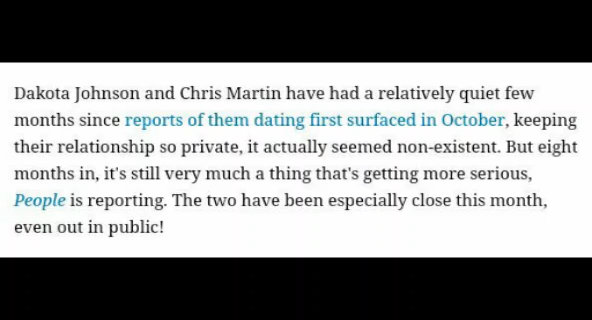 Dakota Johnson and Chris Martin have had a relatively quiet few
months since reports of them dating first surfaced in October, keeping
their relationship so private, it actually seemed non-existent. But eight
months in, it's still very much a thing that's getting more serious,
People is reporting. The two have been especially close this month,
even out in public!